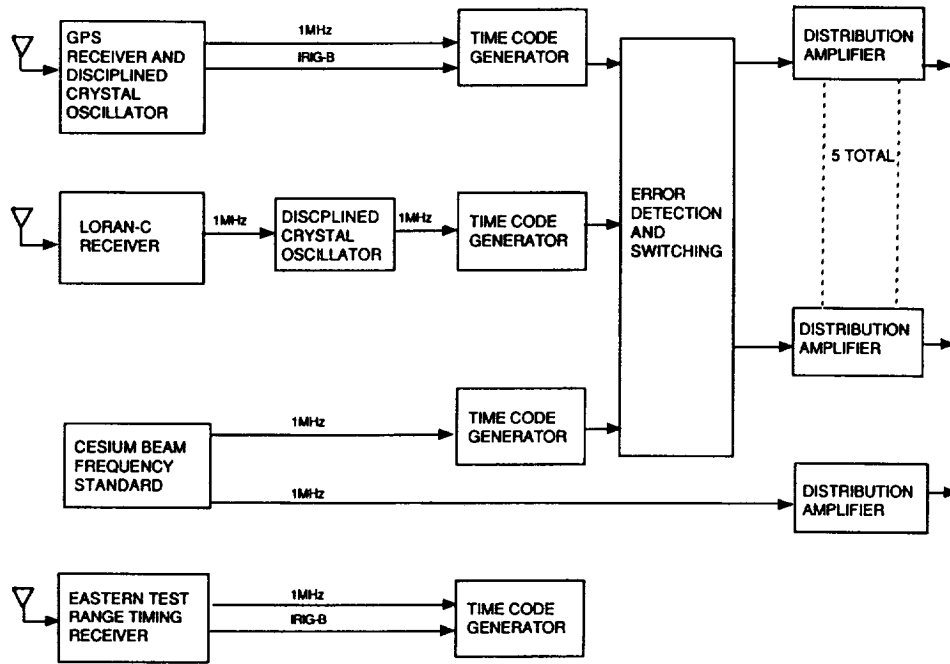 GPS
RECEIVER AND
DISCIPLINED
CRYSTAL
OSCILLATOR
1MHz
IRIG-B
TIME CODE
GENERATOR
DISTRIBUTION
AMPLIFIER
5 TOTAL
LORAN-C
RECEIVER
1MHz
DISCPLINED
CRYSTAL
OSCILLATOR
1MHz
TIME CODE
GENERATOR
ERROR
DETECTION
AND
SWITCHING
DISTRIBUTION
AMPLIFIER
CESIUM BEAM
FREQUENCY
STANDARD
1MHz
1MHz
TIME CODE
GENERATOR
DISTRIBUTION
AMPLIFIER
EASTERN TEST
RANGE TIMING
RECEIVER
1MHz
IRIG-B
TIME CODE
GENERATOR